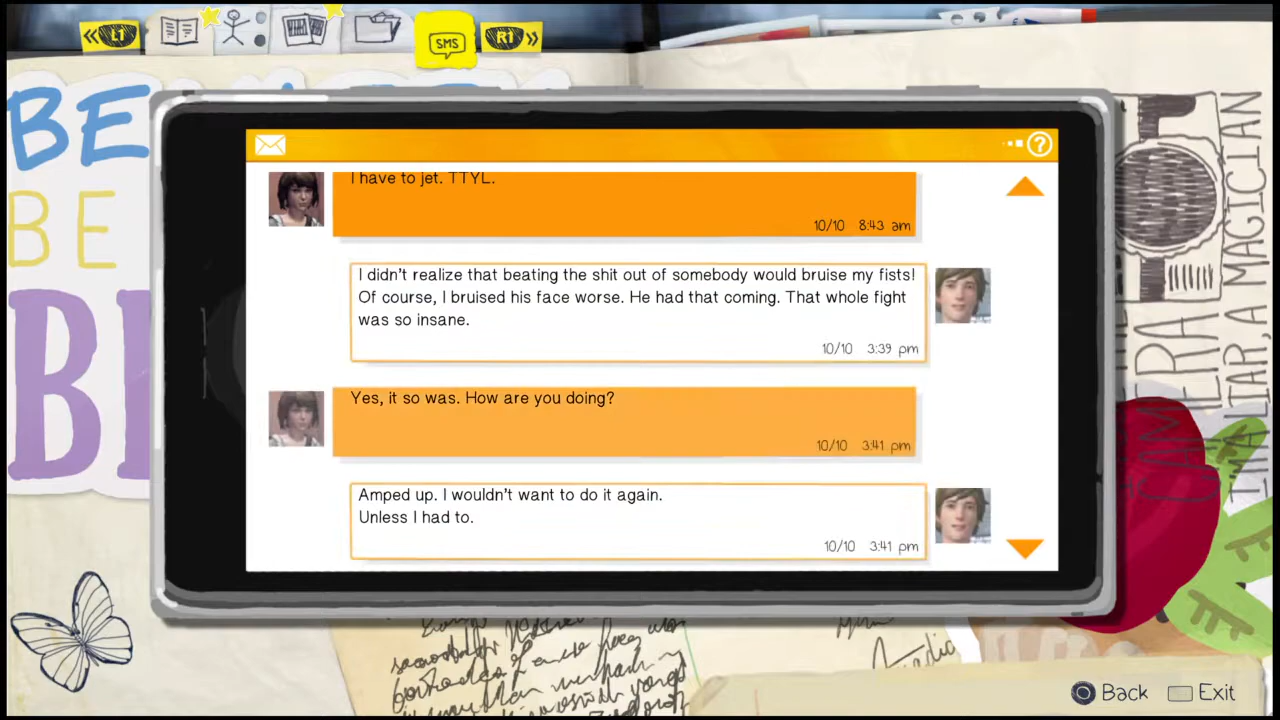 L1
SMS
R1
BE
BE
B
I have to jet. TTYL.
10/10 8:43 am
I didn't realize that beating the shit out of somebody would bruise my fists!
Of course, I bruised his face worse. He had that coming. That whole fight
was so insane.
10/10 3:39 pm
Yes, it so was. How are you doing?
10/10 3:41 pm
Amped up. I wouldn't want to do it again.
Unless I had to.
10/10 3:41 pm
CAMERA
I'M A LIAR, A MAGICIAN
Back Exit